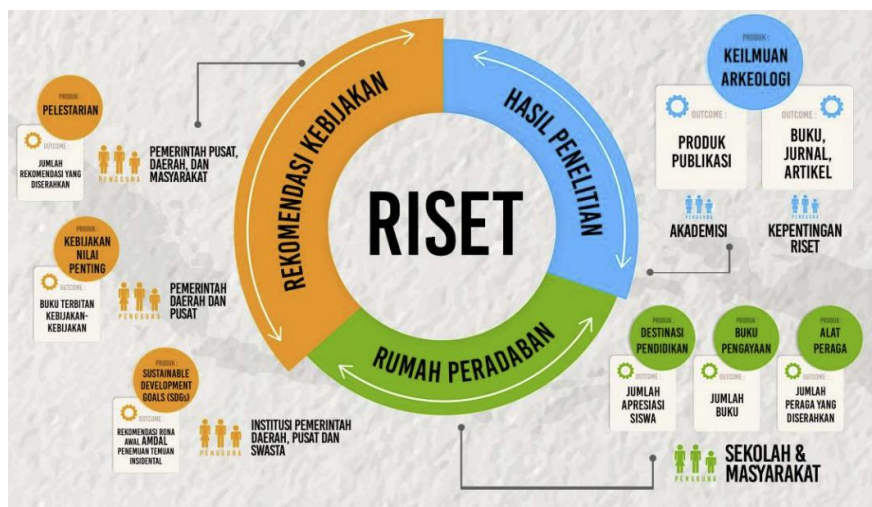 RISET
REKOMENDASI KEBIJAKAN
HASIL PENELITIAN
RUMAH PERADABAN
PRODUK :
PELESTARIAN
OUTCOME :
JUMLAH
REKOMENDASI YANG
DISERAHKAN
PENGGUNA
PEMERINTAH PUSAT,
DAERAH, DAN
MASYARAKAT
PRODUK :
KEBIJAKAN
NILAI
PENTING
OUTCOME :
BUKU TERBITAN
KEBIJAKAN-
KEBIJAKAN
PENGGUNA
PEMERINTAH
DAERAH DAN
PUSAT
PRODUK :
SUSTAINABLE
DEVELOPMENT
GOALS (SDGs)
OUTCOME :
REKOMENDASI RONA
AWAL AMDAL
PENEMUAN TEMUAN
INSIDENTAL
PENGGUNA
INSTITUSI PEMERINTAH
DAERAH, PUSAT DAN
SWASTA
PRODUK :
KEILMUAN
ARKEOLOGI
OUTCOME :
PRODUK
PUBLIKASI
PENGGUNA
AKADEMISI
OUTCOME :
BUKU,
JURNAL,
ARTIKEL
PENGGUNA
KEPENTINGAN
RISET
PRODUK :
DESTINASI
PENDIDIKAN
OUTCOME :
JUMLAH
APRESIASI
SISWA
PRODUK :
BUKU
PENGAYAAN
OUTCOME :
JUMLAH
BUKU
PRODUK :
ALAT
PERAGA
OUTCOME :
JUMLAH
PERAGA YANG
DISERAHKAN
PENGGUNA
SEKOLAH &
MASYARAKAT